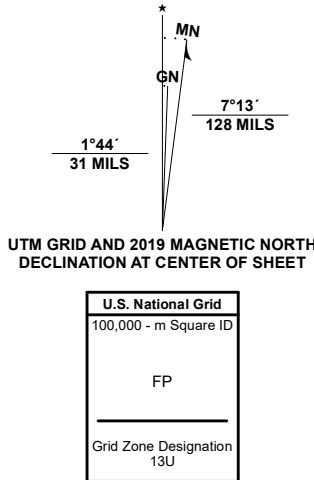 ★
MN
GN
7°13´
128 MILS
1°44´
31 MILS
UTM GRID AND 2019 MAGNETIC NORTH
DECLINATION AT CENTER OF SHEET
U.S. National Grid
100,000 - m Square ID
FP
Grid Zone Designation
13U